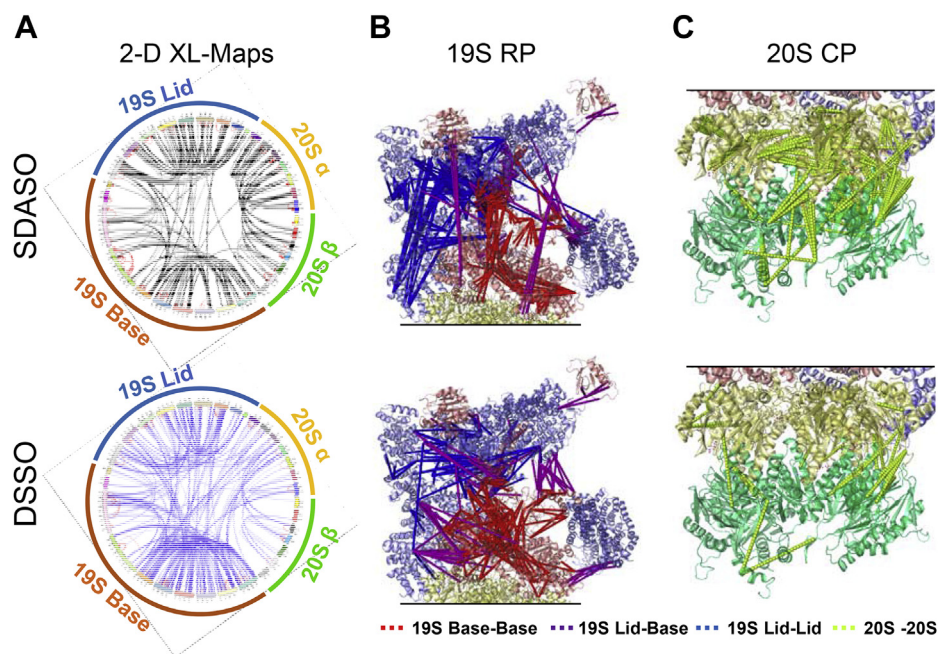 A
B
C
2-D XL-Maps
19S RP
20S CP
SDASO
19S Lid
20S α
20S β
19S Base
DSSO
19S Lid
20S α
20S β
19S Base
19S Base-Base 19S Lid-Base 19S Lid-Lid 20S -20S